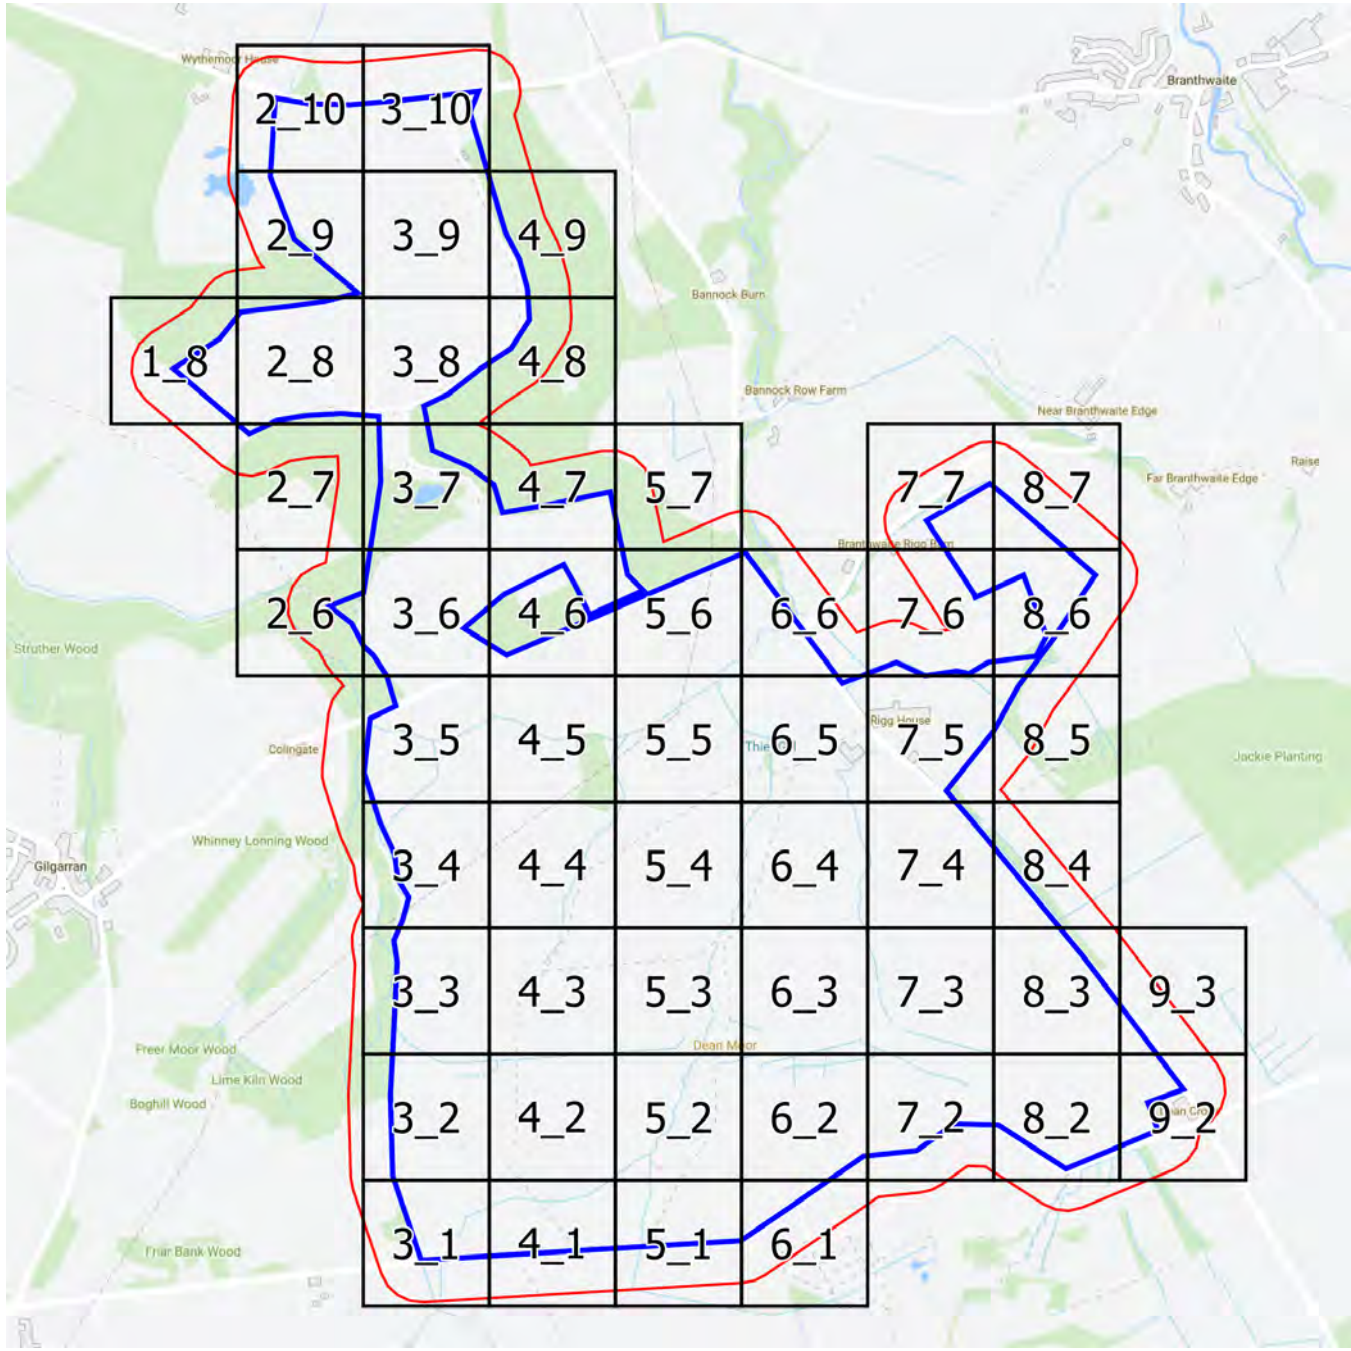 Wythemoor House
Branthwaite
2_10 3_10
2_9 3_9 4_9
Bannock Burn
1_8 2_8 3_8 4_8
Bannock Row Farm
Near Branthwaite Edge
Raise
Far Branthwaite Edge
2_7 3_7 4_7 5_7 7_7 8_7
Branthwaite Rigg Barn
2_6 3_6 4_6 5_6 6_6 7_6 8_6
Struther Wood
Rigg House
Colingate
3_5 4_5 5_5 6_5 7_5 8_5
Jackie Planting
Whinney Lonning Wood
Gilgarran
3_4 4_4 5_4 6_4 7_4 8_4
3_3 4_3 5_3 6_3 7_3 8_3 9_3
Freer Moor Wood
Dean Moor
Lime Kiln Wood
Boghill Wood
3_2 4_2 5_2 6_2 7_2 8_2 9_2
Friar Bank Wood
3_1 4_1 5_1 6_1